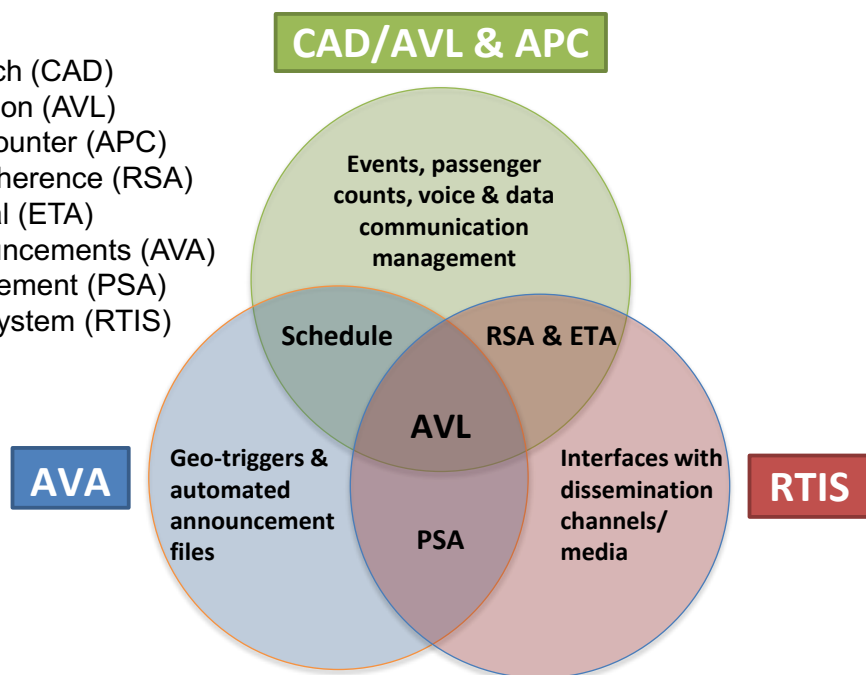 CAD/AVL & APC
ch (CAD)
on (AVL)
ounter (APC)
herence (RSA)
al (ETA)
uncements (AVA)
ement (PSA)
ystem (RTIS)
Events, passenger
counts, voice & data
communication
management
Schedule
RSA & ETA
AVL
AVA
Geo-triggers &
automated
announcement
files
PSA
Interfaces with
dissemination
channels/
media
RTIS